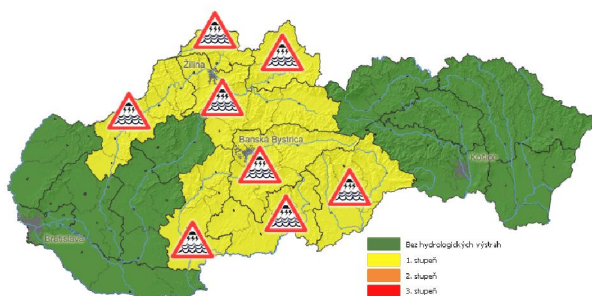 Žilina
Banská Bystrica
Košice
Bratislava
Bez hydrologických výstrah
1. stupeň
2. stupeň
3. stupeň